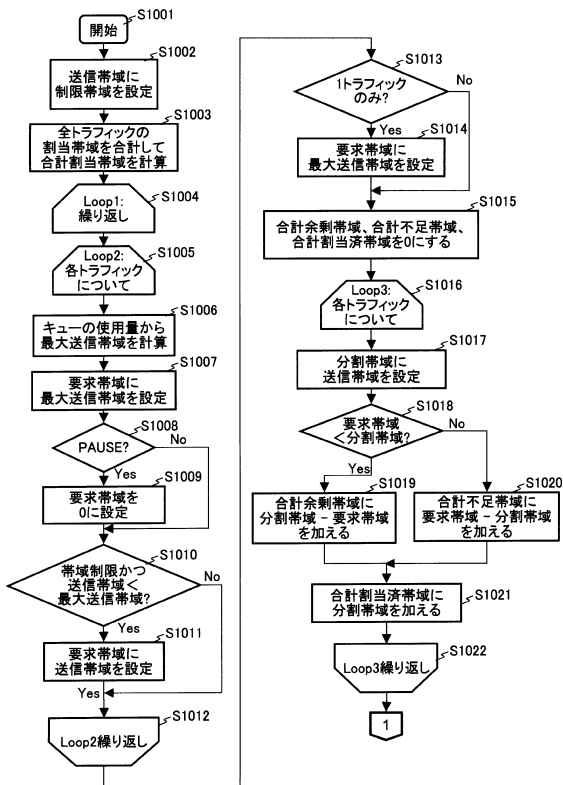 S1001
開始
S1002
送信帯域に
制限帯域を設定
S1003
全トラフィックの
割当帯域を合計して
合計割当帯域を計算
S1004
Loop1:
繰り返し
S1005
Loop2:
各トラフィック
について
S1006
キューの使用量から
最大送信帯域を計算
S1007
要求帯域に
最大送信帯域を設定
S1008
PAUSE?
No
Yes
S1009
要求帯域を
0に設定
S1010
帯域制限かつ
送信帯域<
最大送信帯域?
No
Yes
S1011
要求帯域に
送信帯域を設定
Yes
S1012
Loop2繰り返し
S1013
1トラフィック
のみ?
No
Yes
S1014
要求帯域に
最大送信帯域を設定
S1015
合計余剰帯域、合計不足帯域、
合計割当済帯域を0にする
S1016
Loop3:
各トラフィック
について
S1017
分割帯域に
送信帯域を設定
S1018
要求帯域
<分割帯域?
No
Yes
S1019
合計余剰帯域に
分割帯域-要求帯域
を加える
S1020
合計不足帯域に
要求帯域-分割帯域
を加える
S1021
合計割当済帯域に
分割帯域を加える
S1022
Loop3繰り返し
1